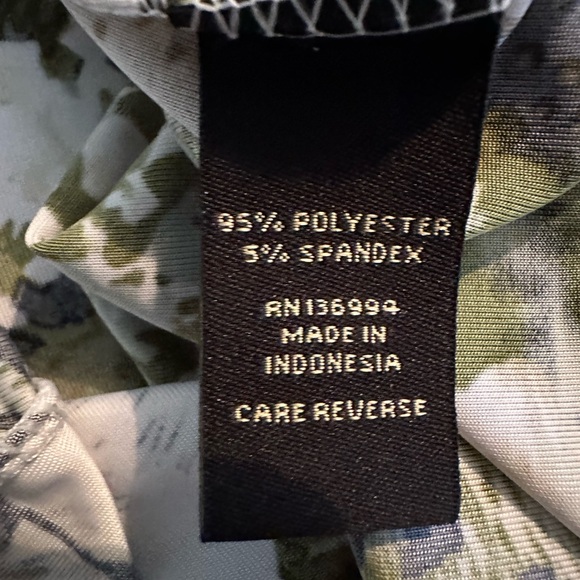 95% POLYESTER
5% SPANDEX
RN136994
MADE IN
INDONESIA
CARE REVERSE